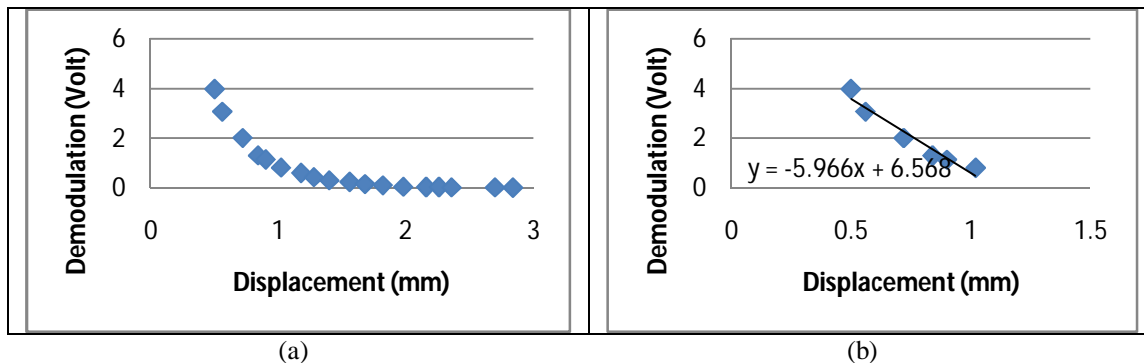 6
4
2
0
0 1 2 3
Demodulation (Volt)
Displacement (mm)
(a)
6
4
2
0
0 0.5 1 1.5
Demodulation (Volt)
y = -5.966x + 6.568
Displacement (mm)
(b)